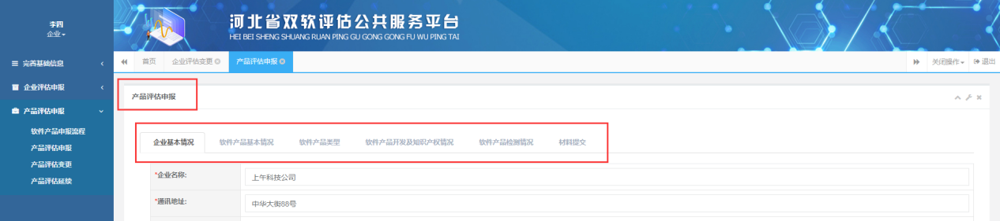 李四
企业
完善基础信息
企业评估申报
产品评估申报
软件产品申报流程
产品评估申报
产品评估变更
产品评估延续
河北省双软评估公共服务平台
HEI BEI SHENG SHUANG RUAN PING GU GONG GONG FU WU PING TAI
首页 企业评估变更 产品评估申报 关闭操作 退出
产品评估申报
企业基本情况 软件产品基本情况 软件产品类型 软件产品开发及知识产权情况 软件产品检测情况 材料提交
*企业名称: 上午科技公司
*通讯地址: 中华大街88号